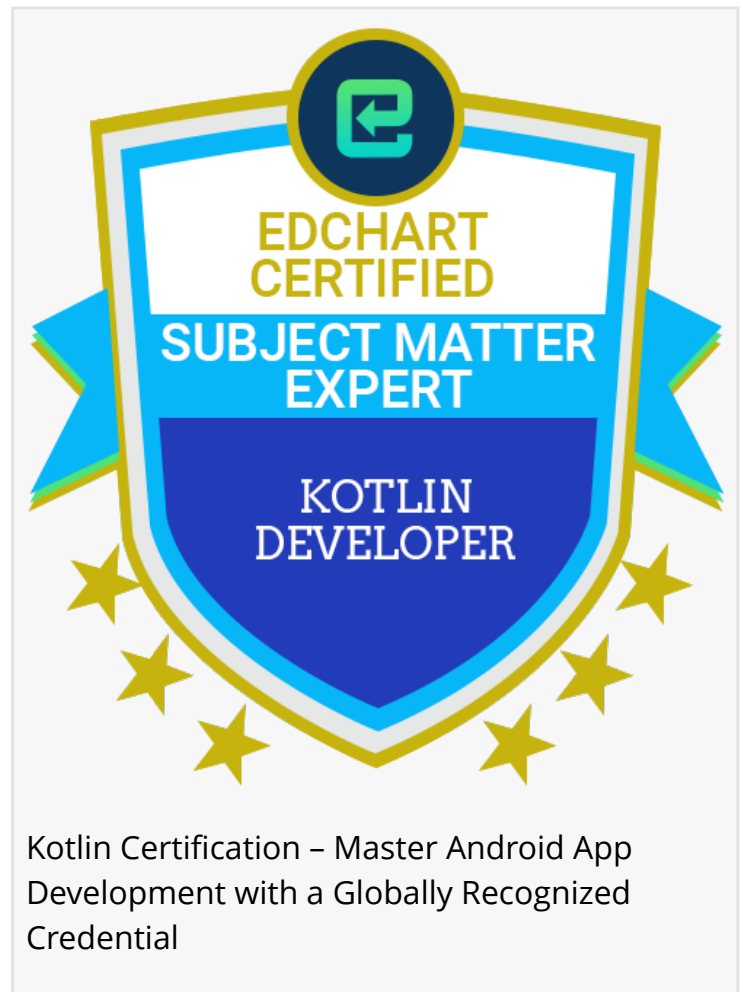 EDCHART
CERTIFIED
SUBJECT MATTER
EXPERT
KOTLIN
DEVELOPER
Kotlin Certification – Master Android App
Development with a Globally Recognized
Credential